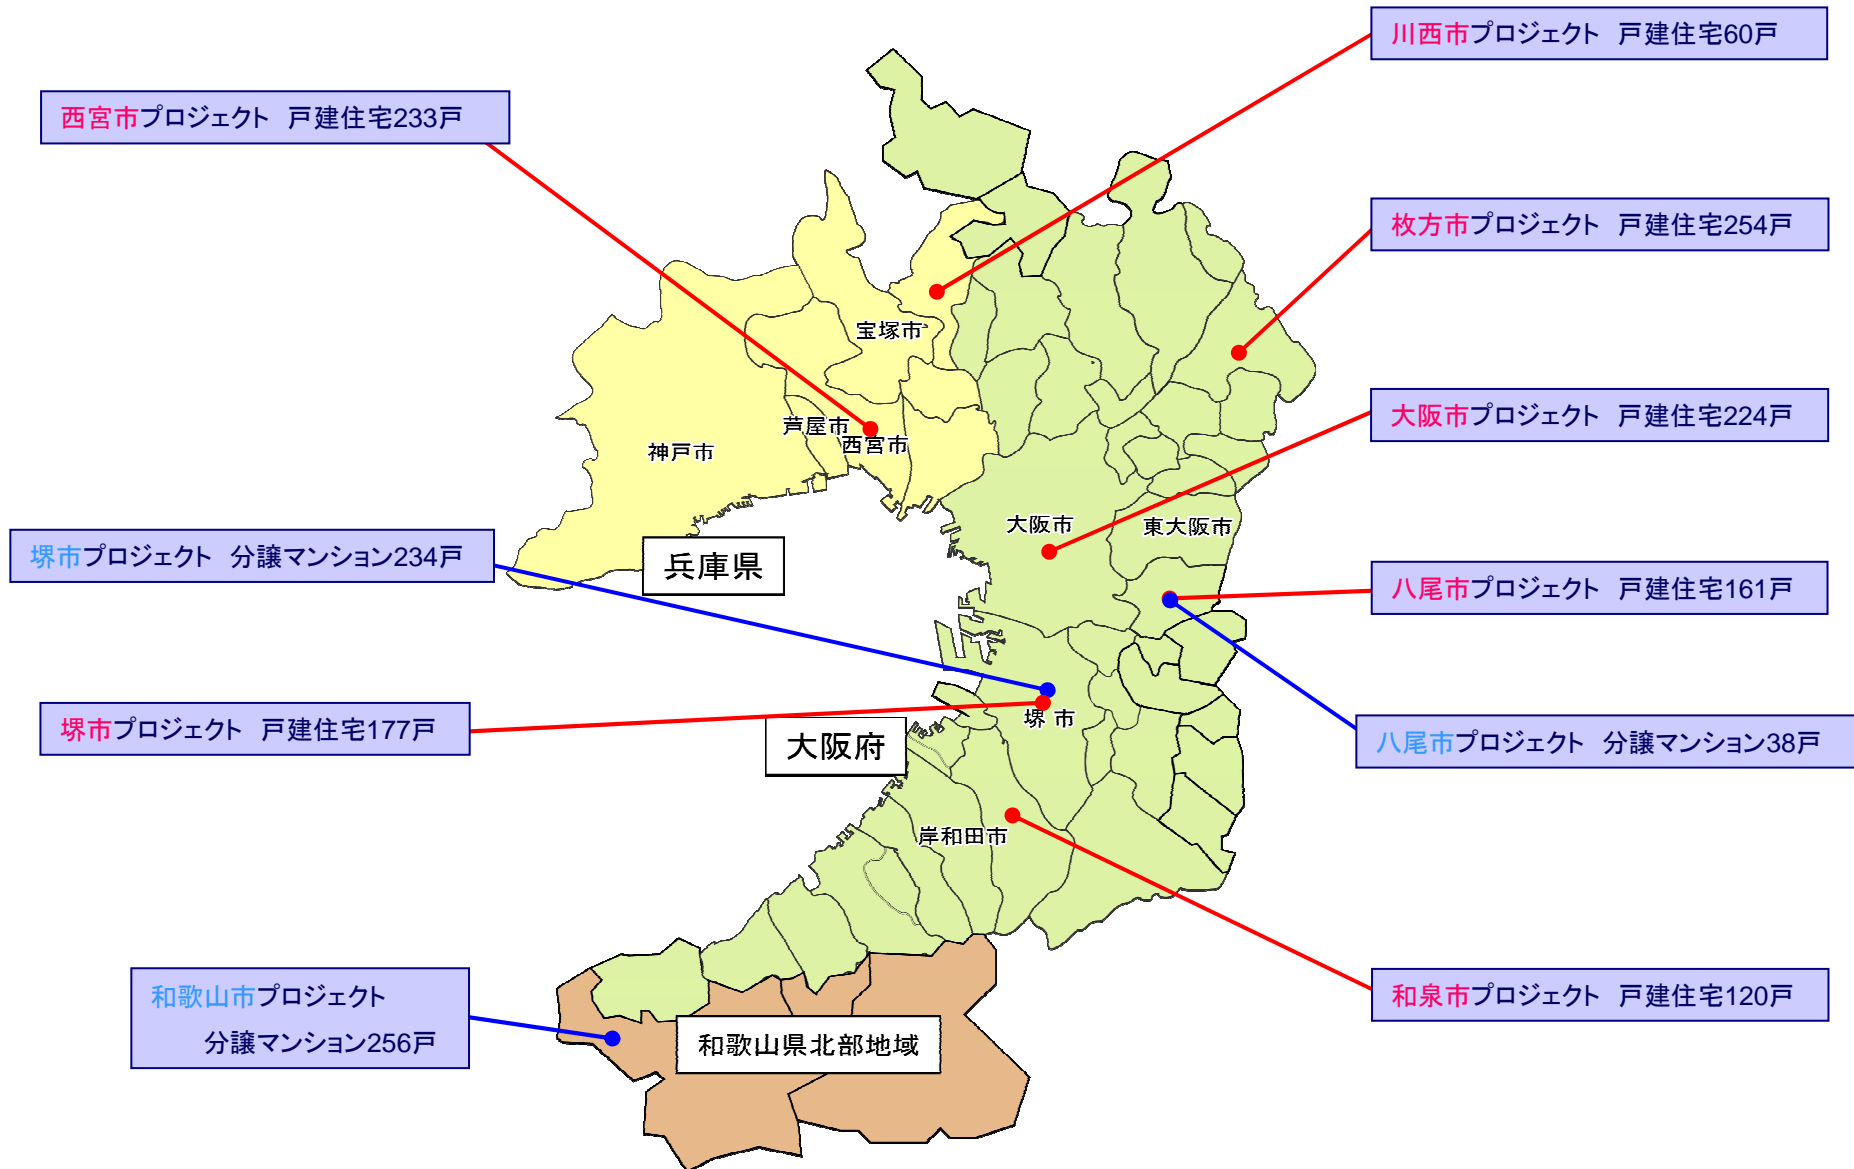 川西市プロジェクト 戸建住宅60戸
西宮市プロジェクト 戸建住宅233戸
枚方市プロジェクト 戸建住宅254戸
宝塚市
大阪市プロジェクト 戸建住宅224戸
芦屋市
西宮市
神戸市
大阪市
東大阪市
堺市プロジェクト 分譲マンション234戸
兵庫県
八尾市プロジェクト 戸建住宅161戸
堺市プロジェクト 戸建住宅177戸
堺 市
大阪府
八尾市プロジェクト 分譲マンション38戸
岸和田市
和歌山市プロジェクト
分譲マンション256戸
和泉市プロジェクト 戸建住宅120戸
和歌山県北部地域